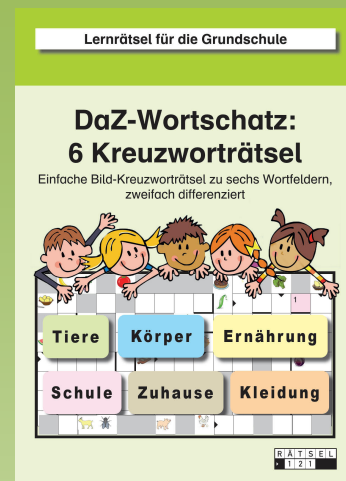 Lernrätsel für die Grundschule
DaZ-Wortschatz:
6 Kreuzworträtsel
Einfache Bild-Kreuzworträtsel zu sechs Wortfeldern,
zweifach differenziert
1
Tiere Körper Ernährung
Schule Zuhause Kleidung
RÄTSEL
121